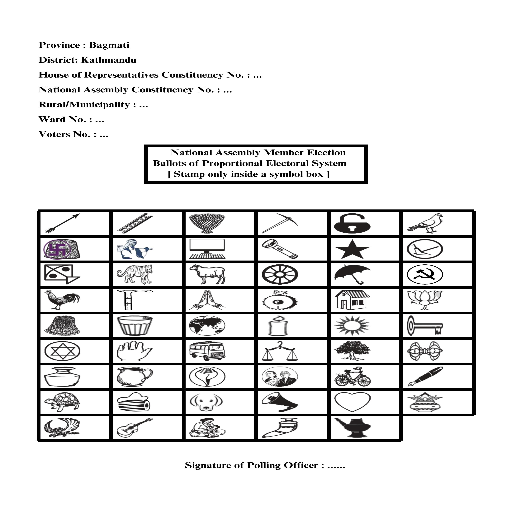 Province : Bagmati
District: Kathmandu
House of Representatives Constituency No. : ...
National Assembly Constituency No. : ...
Rural/Municipality : ...
Ward No. : ...
Voters No. : ...
National Assembly Member Election
Ballots of Proportional Electoral System
[ Stamp only inside a symbol box ]
Signature of Polling Officer : ......